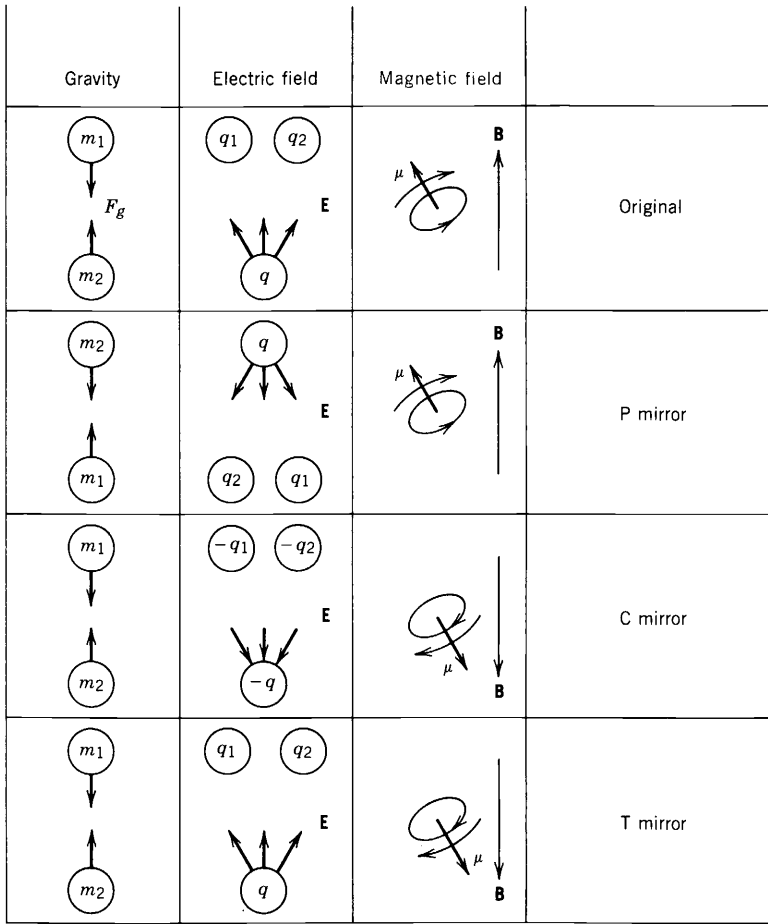 Gravity Electric field Magnetic field
m1 q1 q2 B
μ
Fg E Original
m2 q
m2 q B
μ
E P mirror
m1 q2 q1
m1 −q1 −q2
E C mirror
m2 −q μ B
m1 q1 q2
E T mirror
μ
m2 q B